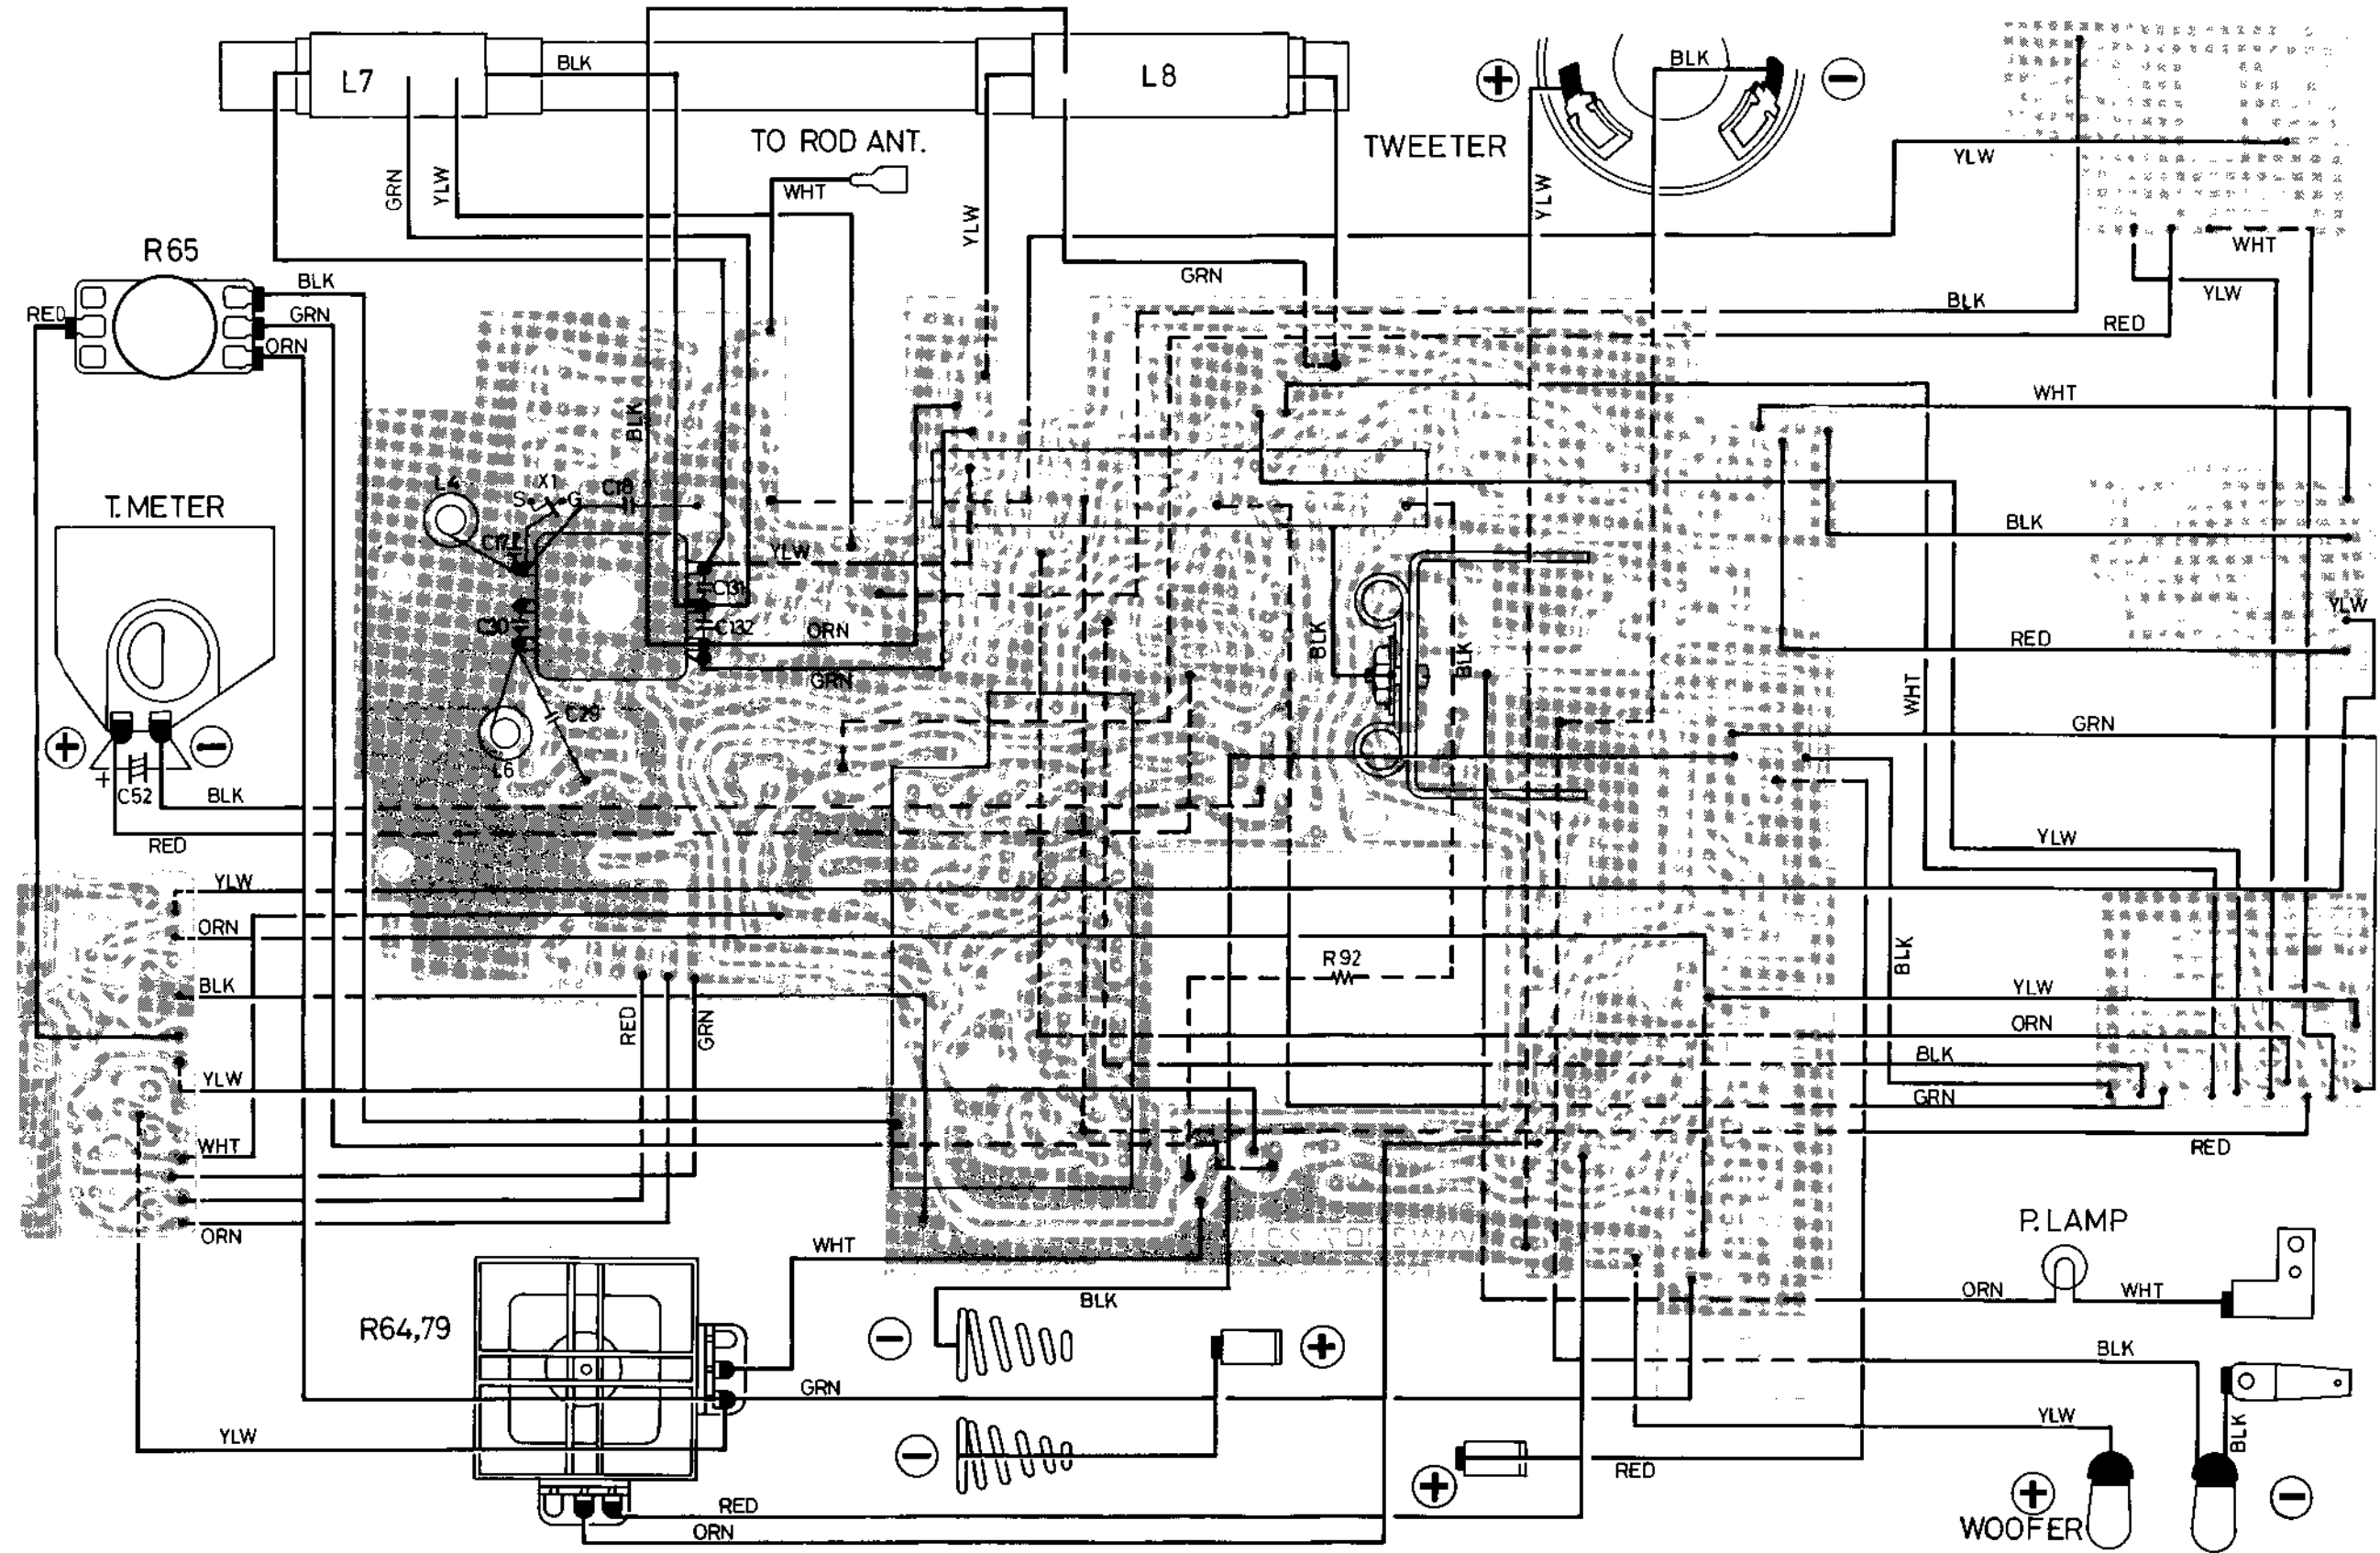 L7
BLK
L8
BLK
+
−
TO ROD ANT.
TWEETER
WHT
GRN
YLW
YLW
YLW
YLW
WHT
R65
BLK
GRN
YLW
RED
GRN
BLK
ORN
RED
WHT
BLK
L4
X1
S
G
C18
T.METER
C17
YLW
BLK
C131
YLW
C30
C132
ORN
BLK
BLK
RED
GRN
WHT
C29
GRN
+
−
L6
+
C52
BLK
RED
YLW
YLW
ORN
BLK
R92
BLK
YLW
RED
GRN
ORN
BLK
YLW
GRN
WHT
RED
ORN
P.LAMP
WHT
BLK
ORN
WHT
R64,79
−
+
BLK
GRN
YLW
YLW
−
BLK
RED
+
RED
+
−
ORN
WOOFER